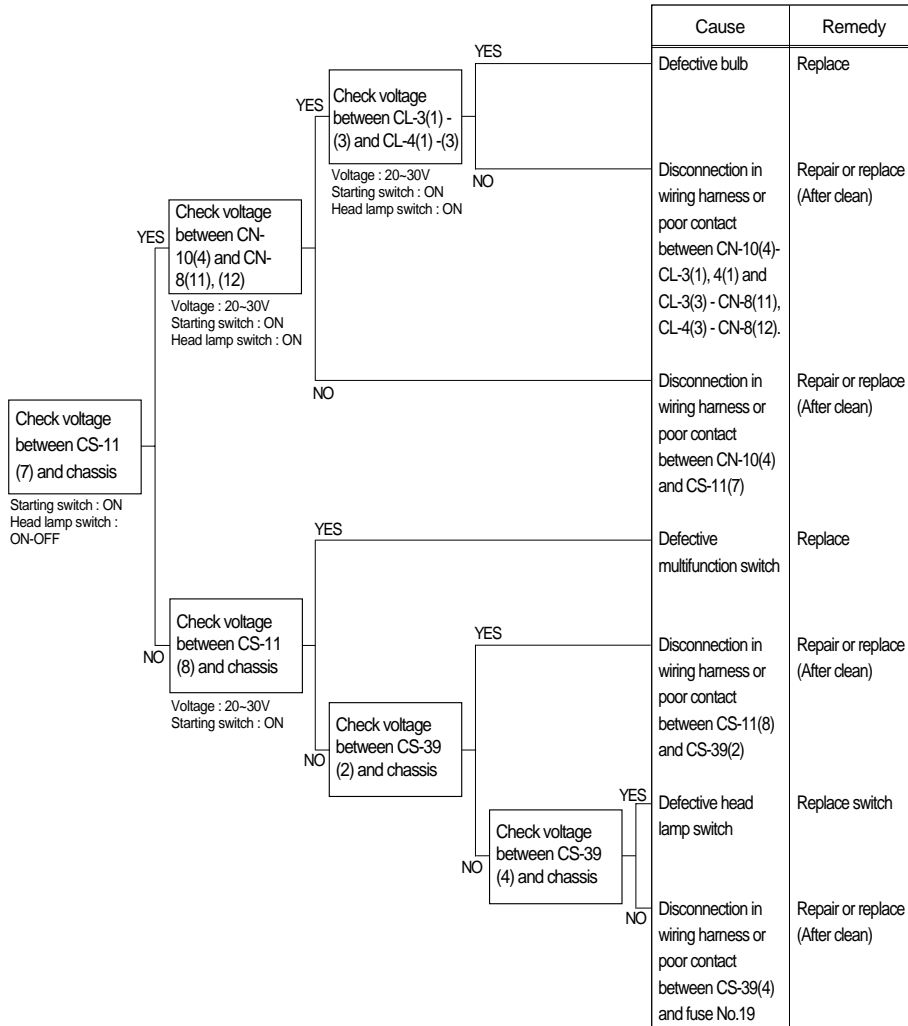 Cause
Remedy
YES
Defective bulb
Replace
YES
Check voltage
between CL-3(1) -
(3) and CL-4(1) -(3)
Voltage : 20~30V
Starting switch : ON
Head lamp switch : ON
NO
Disconnection in
wiring harness or
poor contact
between CN-10(4)-
CL-3(1), 4(1) and
CL-3(3) - CN-8(11),
CL-4(3) - CN-8(12).
Repair or replace
(After clean)
YES
Check voltage
between CN-
10(4) and CN-
8(11), (12)
Voltage : 20~30V
Starting switch : ON
Head lamp switch : ON
NO
Disconnection in
wiring harness or
poor contact
between CN-10(4)
and CS-11(7)
Repair or replace
(After clean)
Check voltage
between CS-11
(7) and chassis
Starting switch : ON
Head lamp switch :
ON-OFF
YES
Defective
multifunction switch
Replace
NO
Check voltage
between CS-11
(8) and chassis
Voltage : 20~30V
Starting switch : ON
YES
Disconnection in
wiring harness or
poor contact
between CS-11(8)
and CS-39(2)
Repair or replace
(After clean)
NO
Check voltage
between CS-39
(2) and chassis
YES
Defective head
lamp switch
Replace switch
NO
Check voltage
between CS-39
(4) and chassis
NO
Disconnection in
wiring harness or
poor contact
between CS-39(4)
and fuse No.19
Repair or replace
(After clean)